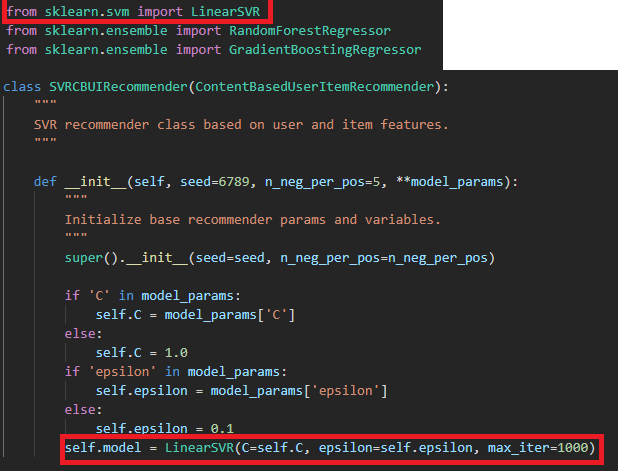 from sklearn.svm import LinearSVR
from sklearn.ensemble import RandomForestRegressor
from sklearn.ensemble import GradientBoostingRegressor
class SVRCBUIRecommender(ContentBasedUserItemRecommender):
"""
SVR recommender class based on user and item features.
"""
def __init__(self, seed=6789, n_neg_per_pos=5, **model_params):
"""
Initialize base recommender params and variables.
"""
super().__init__(seed=seed, n_neg_per_pos=n_neg_per_pos)
if 'C' in model_params:
self.C = model_params['C']
else:
self.C = 1.0
if 'epsilon' in model_params:
self.epsilon = model_params['epsilon']
else:
self.epsilon = 0.1
self.model = LinearSVR(C=self.C, epsilon=self.epsilon, max_iter=1000)